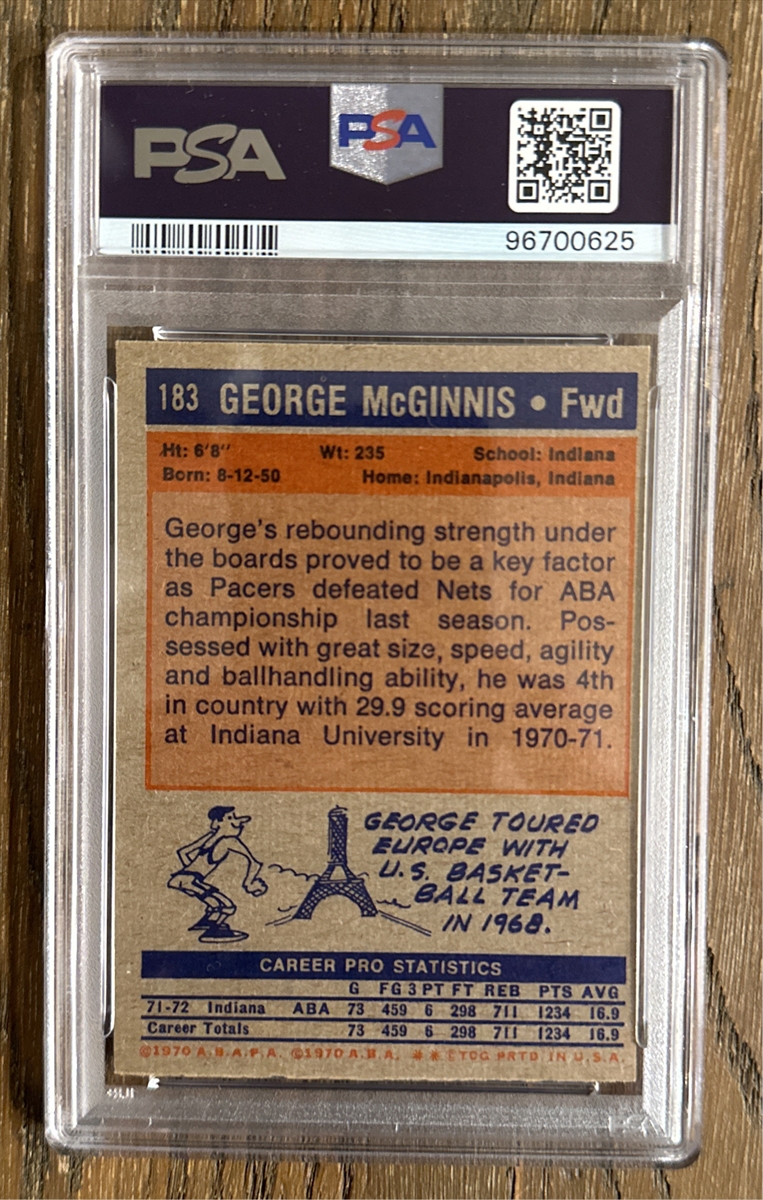 PSA
PSA
96700625
183 GEORGE McGINNIS • Fwd
Ht: 6'8" Wt: 235 School: Indiana
Born: 8-12-50 Home: Indianapolis, Indiana
George's rebounding strength under
the boards proved to be a key factor
as Pacers defeated Nets for ABA
championship last season. Pos-
sessed with great size, speed, agility
and ballhandling ability, he was 4th
in country with 29.9 scoring average
at Indiana University in 1970-71.
GEORGE TOURED
EUROPE WITH
U.S. BASKET-
BALL TEAM
IN 1968.
CAREER PRO STATISTICS
G FG 3PT FT REB PTS AVG
71-72 Indiana ABA 73 459 6 298 711 1234 16.9
Career Totals 73 459 6 298 711 1234 16.9
©1970 A.B.A.P.A. ©1970 A.B.A. ** ©TCG PRTD IN U.S.A.